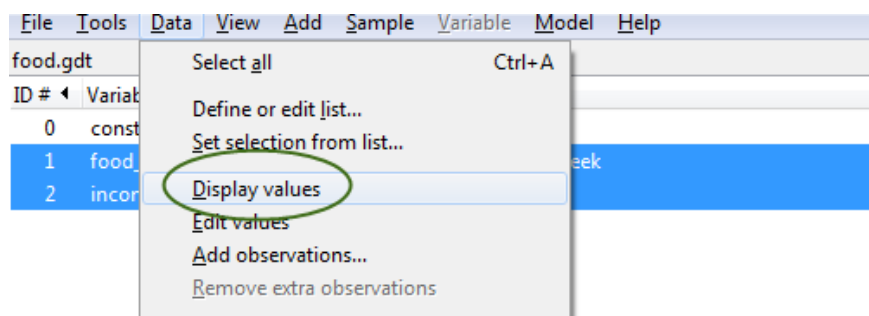 File Tools Data View Add Sample Variable Model Help
food.gdt
Select all Ctrl+A
ID # Variab
Define or edit list...
0 const
Set selection from list...
1 food_ eek
2 incor
Display values
Edit values
Add observations...
Remove extra observations